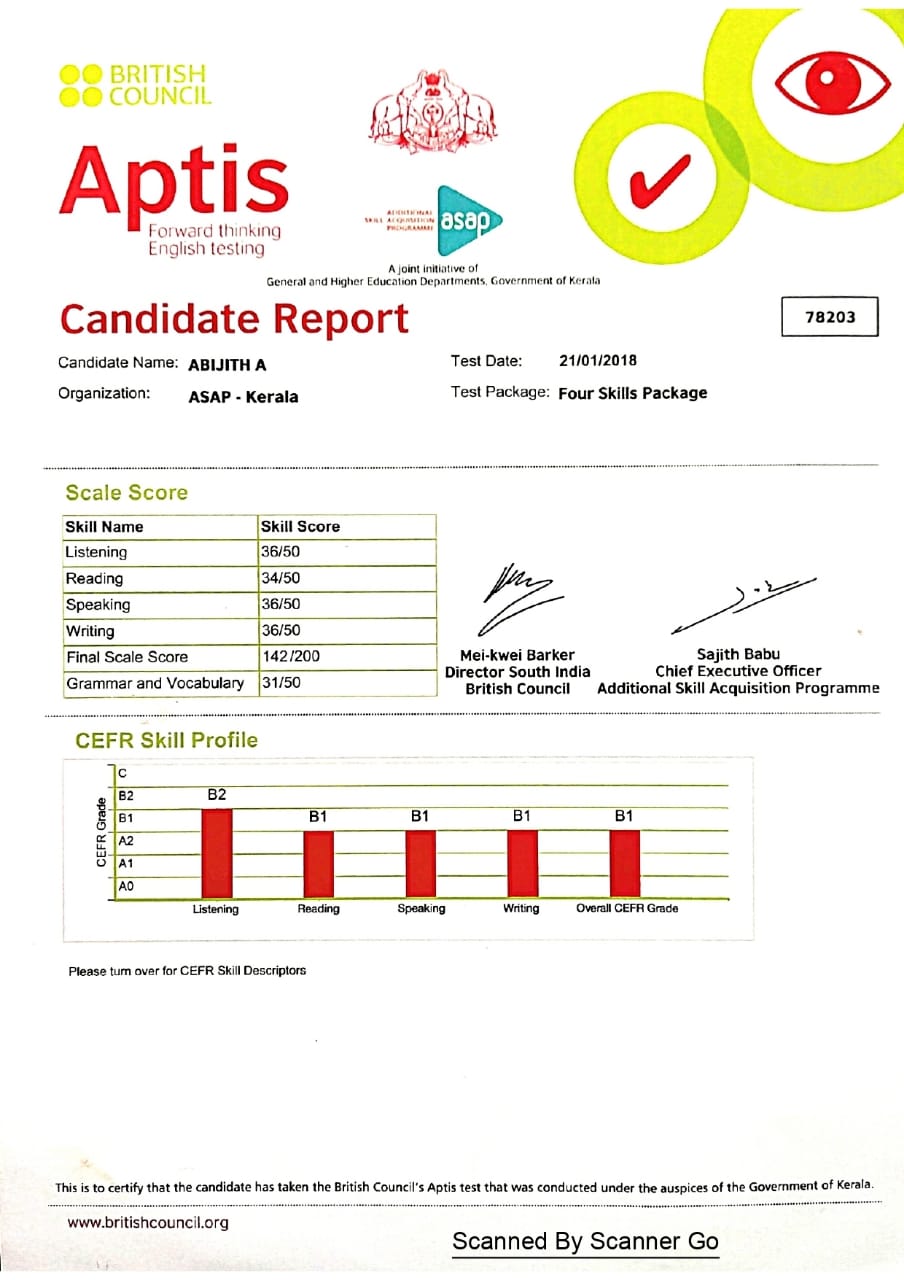 BRITISH
COUNCIL
Aptis
Forward thinking
English testing
ADDITIONAL
SKILL ACQUISITION
PROGRAMME
asap
A joint initiative of
General and Higher Education Departments, Government of Kerala
Candidate Report
78203
Candidate Name: ABIJITH A
Test Date: 21/01/2018
Organization: ASAP - Kerala
Test Package: Four Skills Package
Scale Score
Skill Name Skill Score
Listening 36/50
Reading 34/50
Speaking 36/50
Writing 36/50
Final Scale Score 142/200
Grammar and Vocabulary 31/50
Mei-kwei Barker
Director South India
British Council
Sajith Babu
Chief Executive Officer
Additional Skill Acquisition Programme
CEFR Skill Profile
CEFR Grade
C
B2
B1
A2
A1
A0
B2 B1 B1 B1 B1
Listening Reading Speaking Writing Overall CEFR Grade
Please turn over for CEFR Skill Descriptors
This is to certify that the candidate has taken the British Council's Aptis test that was conducted under the auspices of the Government of Kerala.
www.britishcouncil.org
Scanned By Scanner Go